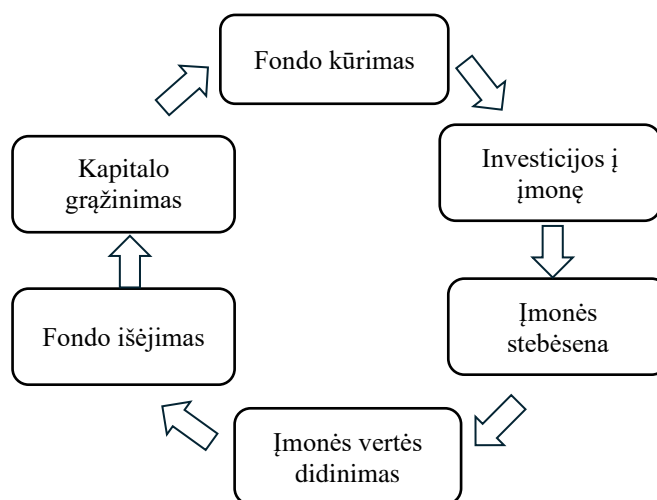 Fondo kūrimas
Investicijos į
įmonę
Įmonės
stebėsena
Įmonės vertės
didinimas
Fondo išėjimas
Kapitalo
grąžinimas